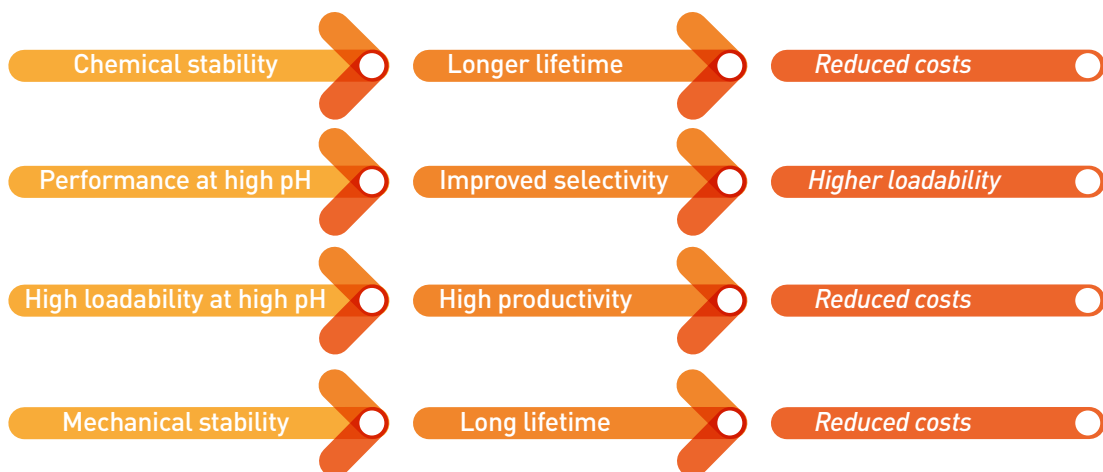 Chemical stability
Longer lifetime
Reduced costs
Performance at high pH
Improved selectivity
Higher loadability
High loadability at high pH
High productivity
Reduced costs
Mechanical stability
Long lifetime
Reduced costs